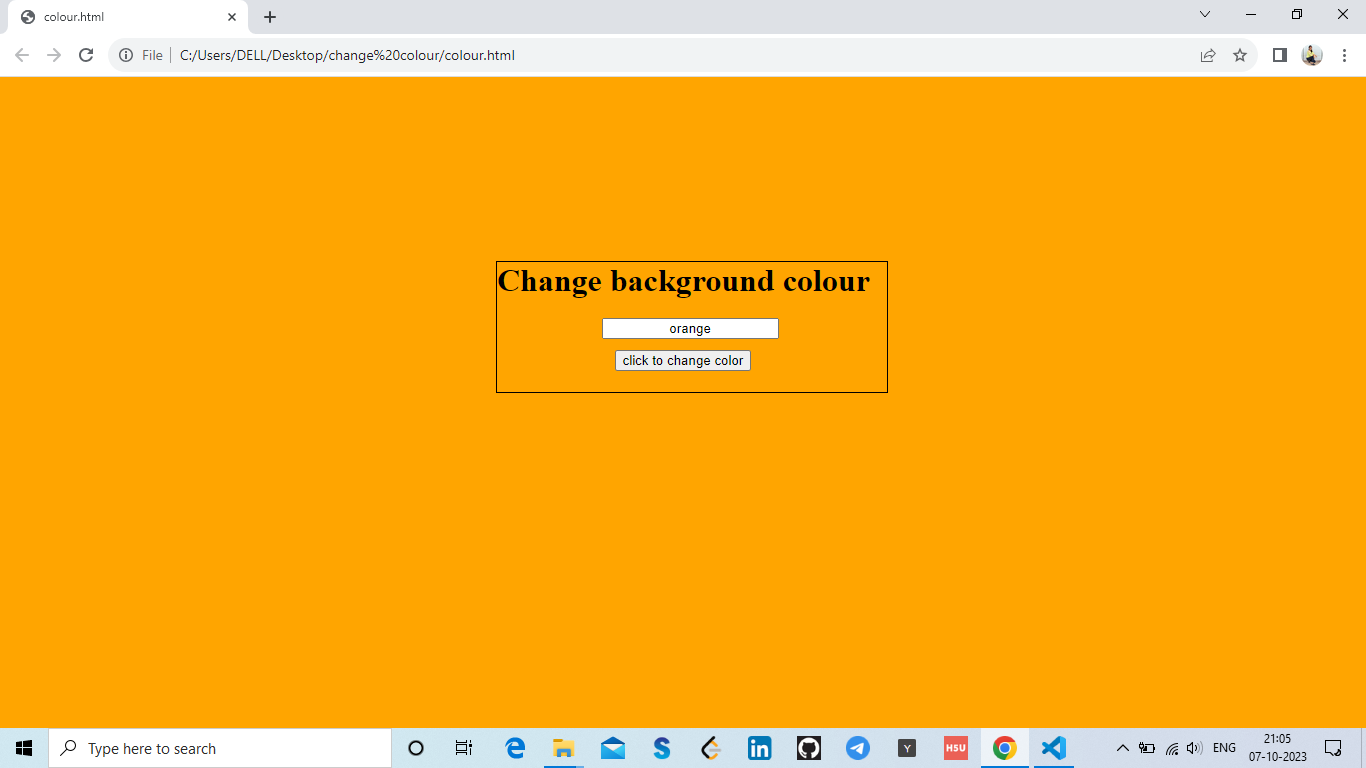 colour.html
File
C:/Users/DELL/Desktop/change%20colour/colour.html
Change background colour
orange
click to change color
Type here to search
Y
H5U
ENG
21:05
07-10-2023